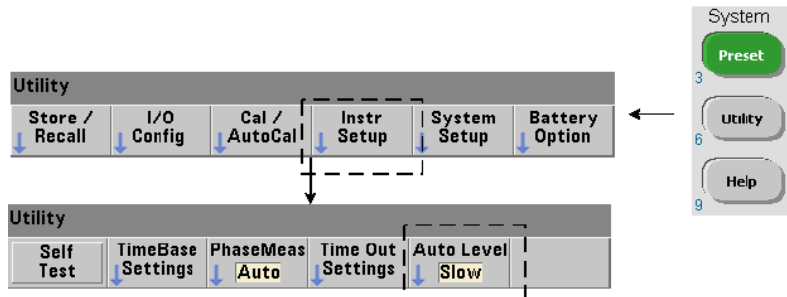 System
Preset
3
Utility
Store / I/O Cal / Instr System Battery
Recall Config AutoCal Setup Setup Option
Utility
6
Help
9
Utility
Self TimeBase PhaseMeas Time Out Auto Level
Test Settings Auto Settings Slow